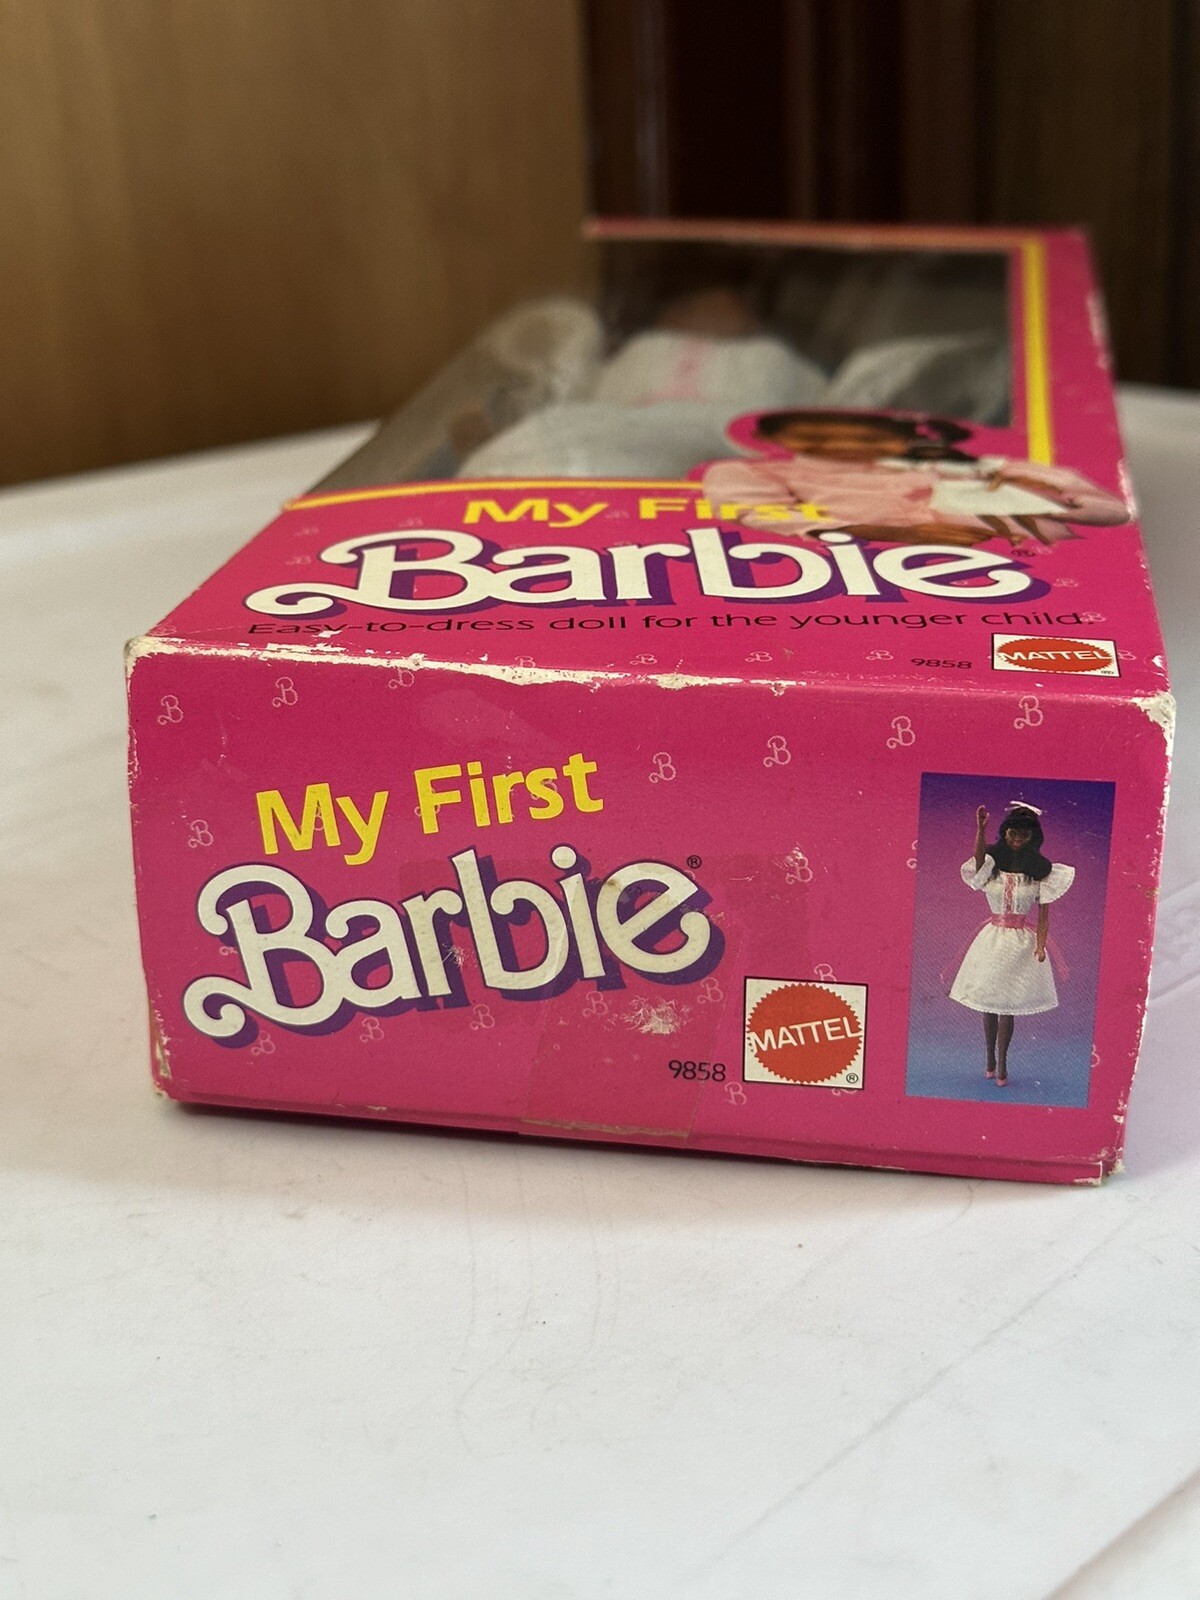 My First
Barbie®
Easy-to-dress doll for the younger child.
9858
MATTEL
®
My First
Barbie®
9858
MATTEL
®